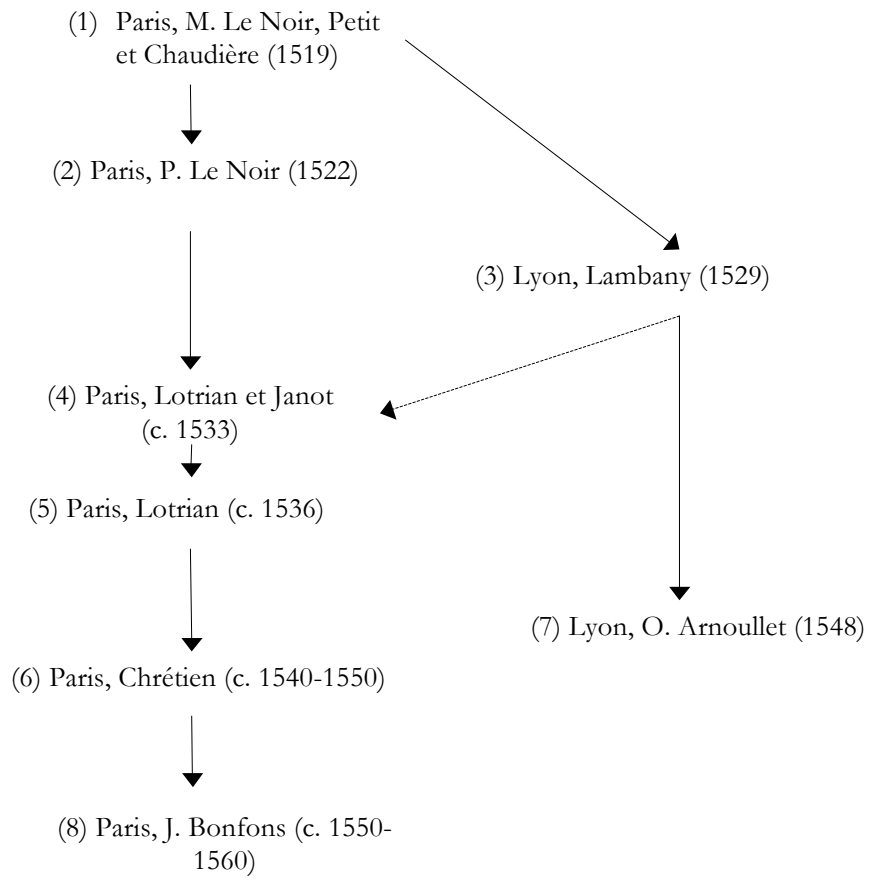 (1) Paris, M. Le Noir, Petit
et Chaudière (1519)
(2) Paris, P. Le Noir (1522)
(3) Lyon, Lambany (1529)
(4) Paris, Lotrian et Janot
(c. 1533)
(5) Paris, Lotrian (c. 1536)
(7) Lyon, O. Arnoullet (1548)
(6) Paris, Chrétien (c. 1540-1550)
(8) Paris, J. Bonfons (c. 1550-
1560)